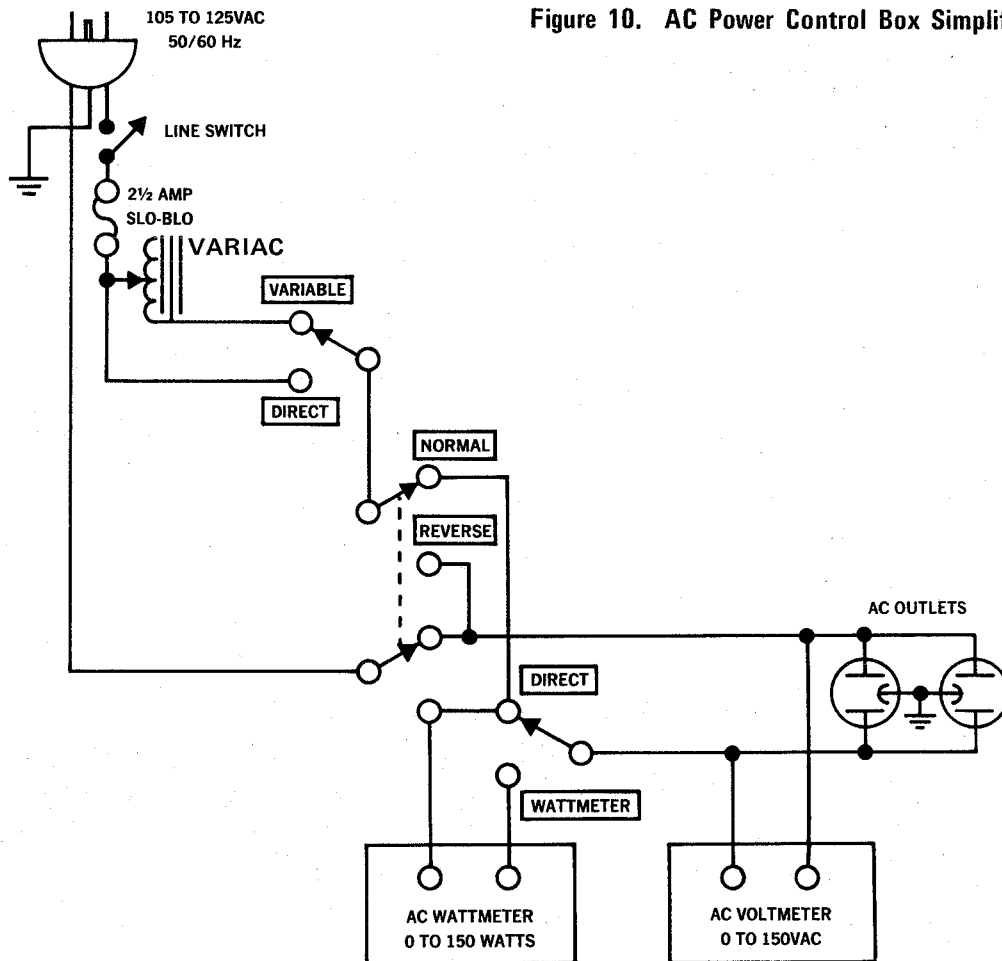 105 TO 125VAC
50/60 Hz
Figure 10. AC Power Control Box
LINE SWITCH
2½ AMP
SLO-BLO
VARIAC
VARIABLE
DIRECT
NORMAL
REVERSE
AC OUTLETS
DIRECT
WATTMETER
AC WATTMETER
0 TO 150 WATTS
AC VOLTMETER
0 TO 150VAC